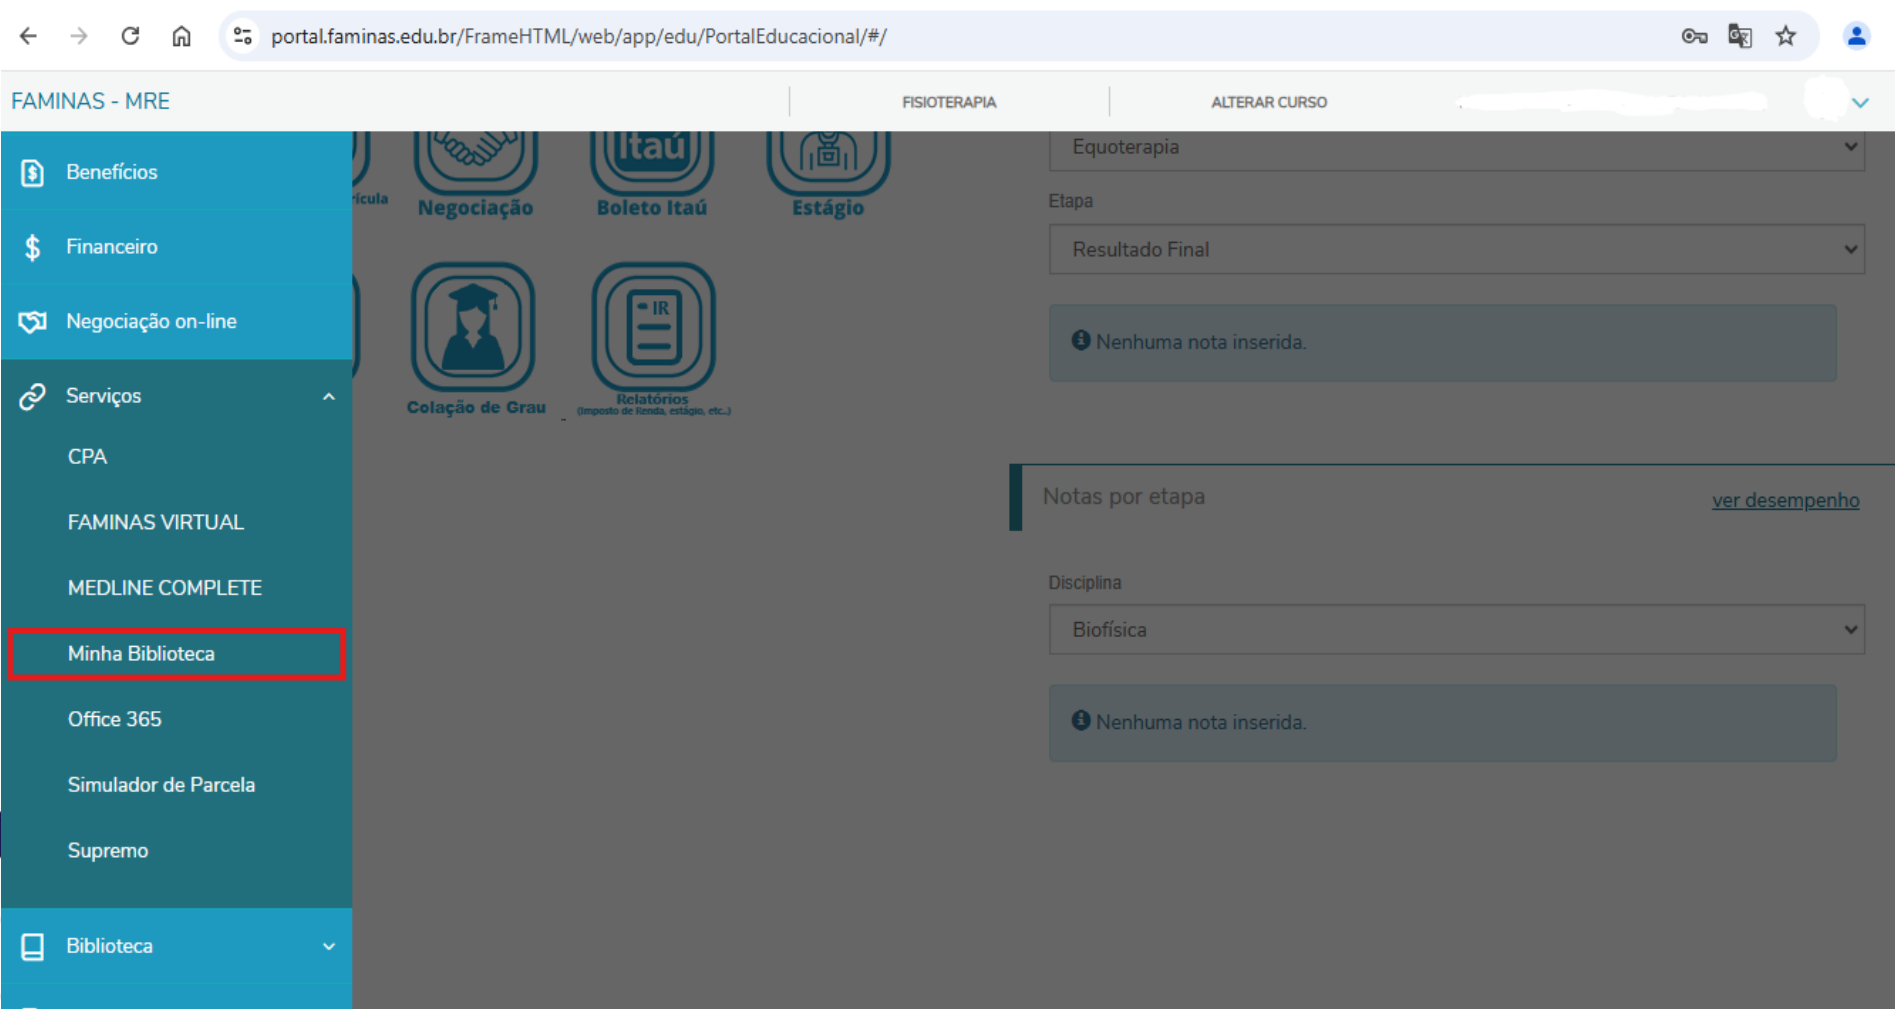 portal.faminas.edu.br/FrameHTML/web/app/edu/PortalEducacional/#/
FAMINAS - MRE
FISIOTERAPIA
ALTERAR CURSO
Benefícios
Financeiro
Negociação on-line
Serviços
CPA
FAMINAS VIRTUAL
MEDLINE COMPLETE
Minha Biblioteca
Office 365
Simulador de Parcela
Supremo
Biblioteca
rícula
Negociação
Itaú
Boleto Itaú
Estágio
Colação de Grau
IR
Relatórios
(Imposto de Renda, estágio, etc..)
Equoterapia
Etapa
Resultado Final
Nenhuma nota inserida.
Notas por etapa
ver desempenho
Disciplina
Biofísica
Nenhuma nota inserida.